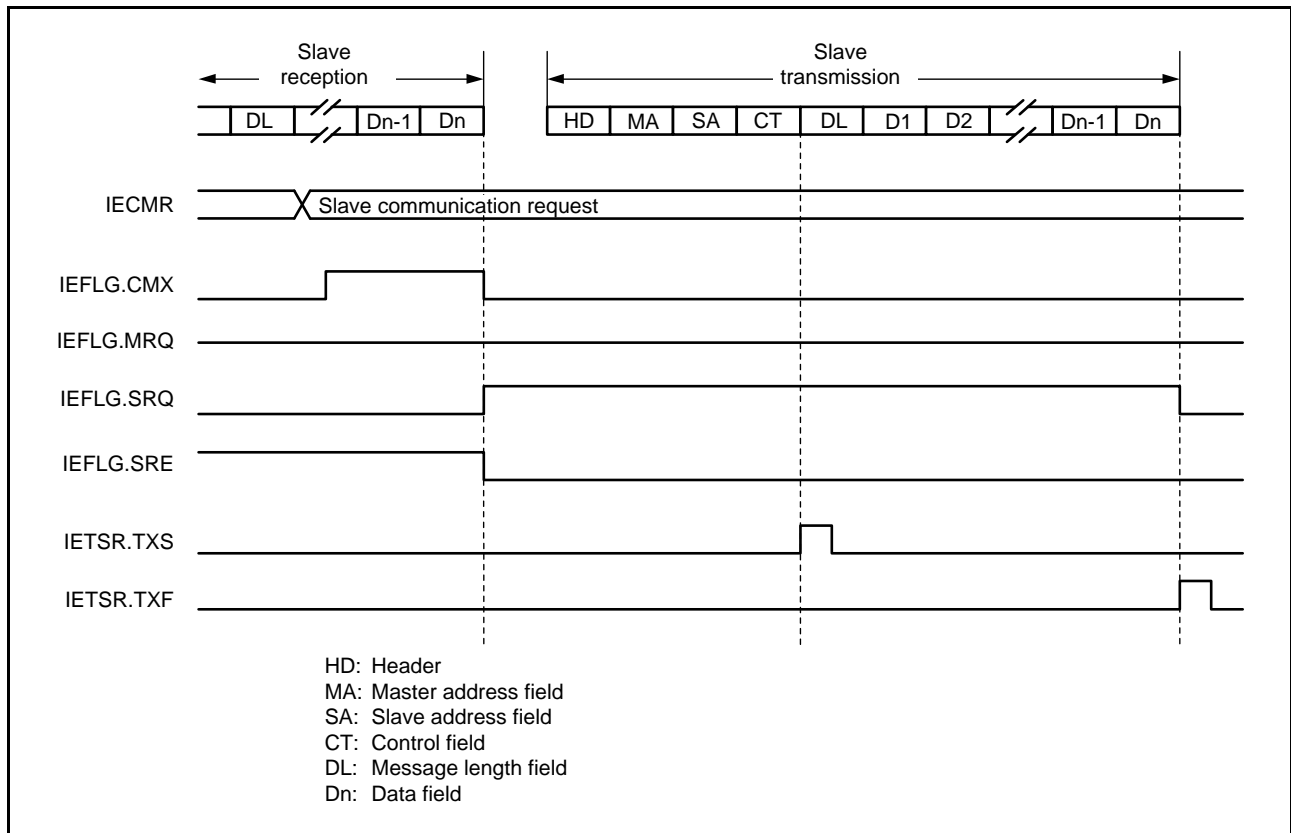 Slave
reception
Slave
transmission
DL Dn-1 Dn HD MA SA CT DL D1 D2 Dn-1 Dn
IECMR Slave communication request
IEFLG.CMX
IEFLG.MRQ
IEFLG.SRQ
IEFLG.SRE
IETSR.TXS
IETSR.TXF
HD: Header
MA: Master address field
SA: Slave address field
CT: Control field
DL: Message length field
Dn: Data field